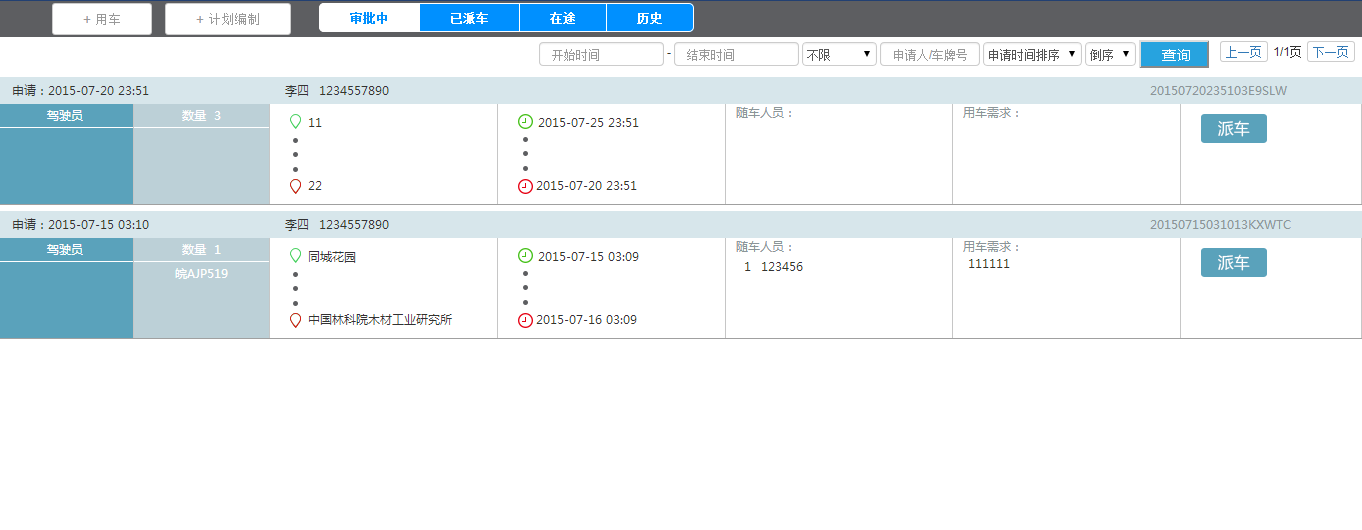 + 用车 + 计划编制 审批中 已派车 在途 历史
开始时间 - 结束时间 不限 申请人/车牌号 申请时间排序 倒序 查询 上一页 1/1页 下一页
申请：2015-07-20 23:51 李四 1234557890 20150720235103E9SLW
驾驶员 数量 3 11 2015-07-25 23:51 随车人员： 用车需求： 派车
22 2015-07-20 23:51
申请：2015-07-15 03:10 李四 1234557890 20150715031013KXWTC
驾驶员 数量 1 同城花园 2015-07-15 03:09 随车人员： 用车需求： 派车
皖AJP519 1 123456 111111
中国林科院木材工业研究所 2015-07-16 03:09